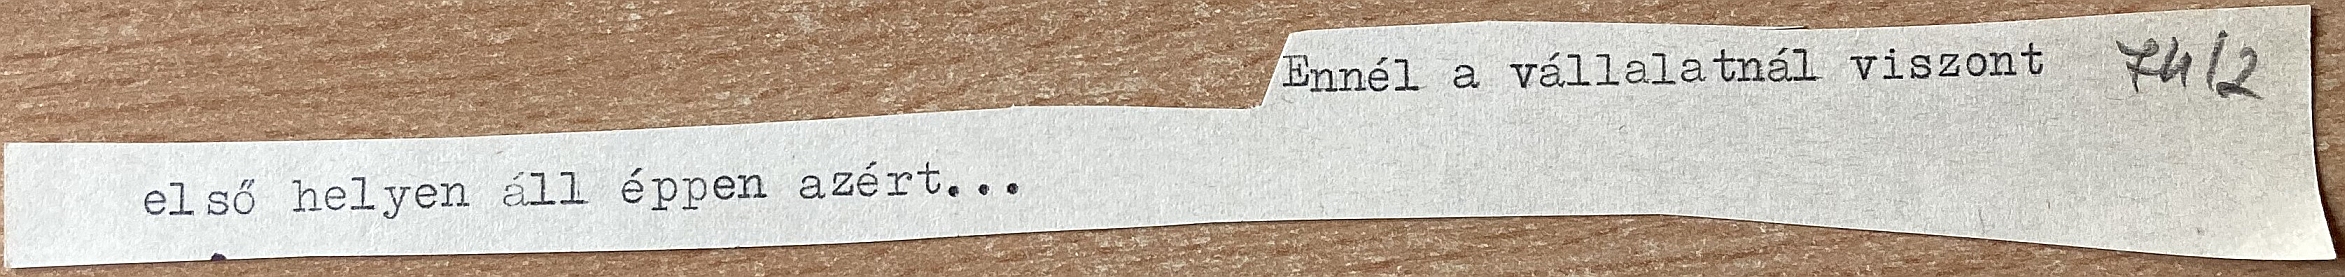 Ennél a vállalatnál viszont 74/2
első helyen áll éppen azért...